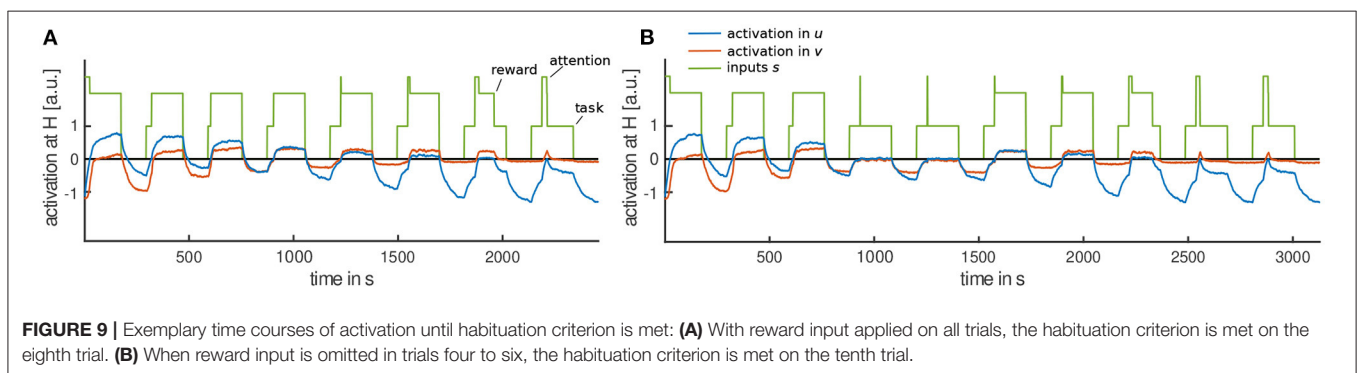 A
activation at H [a.u.]
1
0
-1
reward
attention
task
500
1000
1500
2000
time in s
B
activation in u
activation in v
inputs s
activation at H [a.u.]
1
0
-1
500
1000
1500
2000
2500
3000
time in s
FIGURE 9 | Exemplary time courses of activation until habituation criterion is met: (A) With reward input applied on all trials, the habituation criterion is met on the
eighth trial. (B) When reward input is omitted in trials four to six, the habituation criterion is met on the tenth trial.